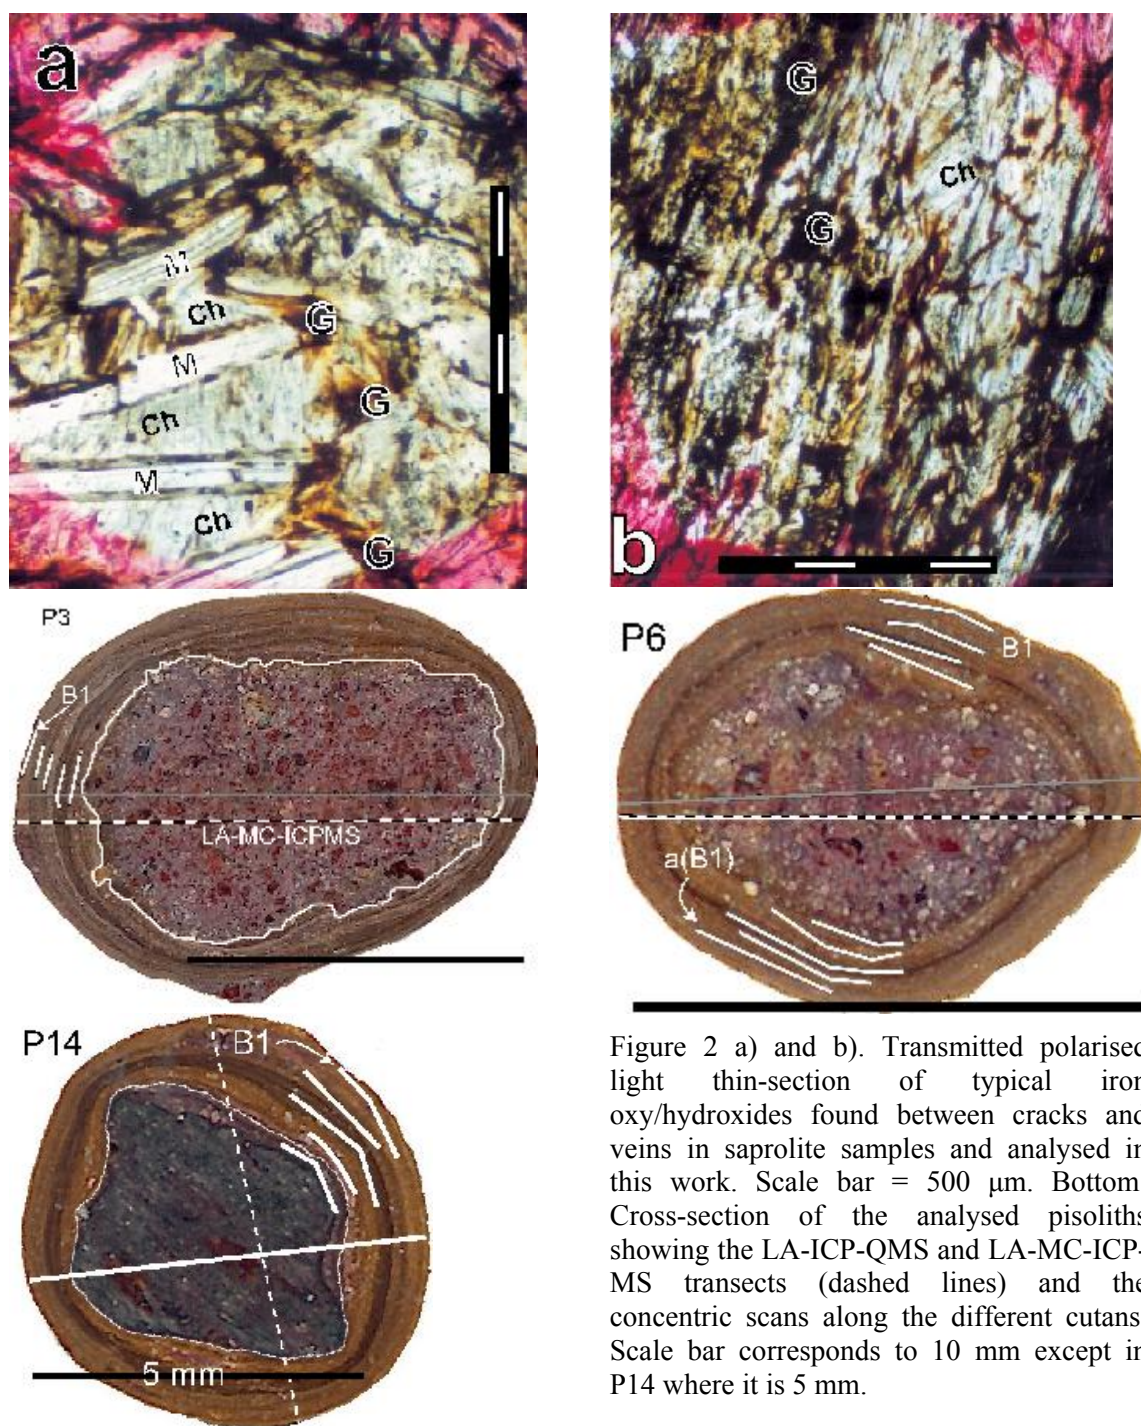 a
M
Ch
G
M
G
Ch
M
Ch
G
G
Ch
G
b
P3
B1
LA-MC-ICPMS
P6
B1
a(B1)
P14
B1
5 mm
Figure 2 a) and b). Transmitted polarised
light thin-section of typical iron
oxy/hydroxides found between cracks and
veins in saprolite samples and analysed in
this work. Scale bar = 500 μm. Bottom
Cross-section of the analysed pisoliths
showing the LA-ICP-QMS and LA-MC-ICP-
MS transects (dashed lines) and the
concentric scans along the different cutans
Scale bar corresponds to 10 mm except in
P14 where it is 5 mm.